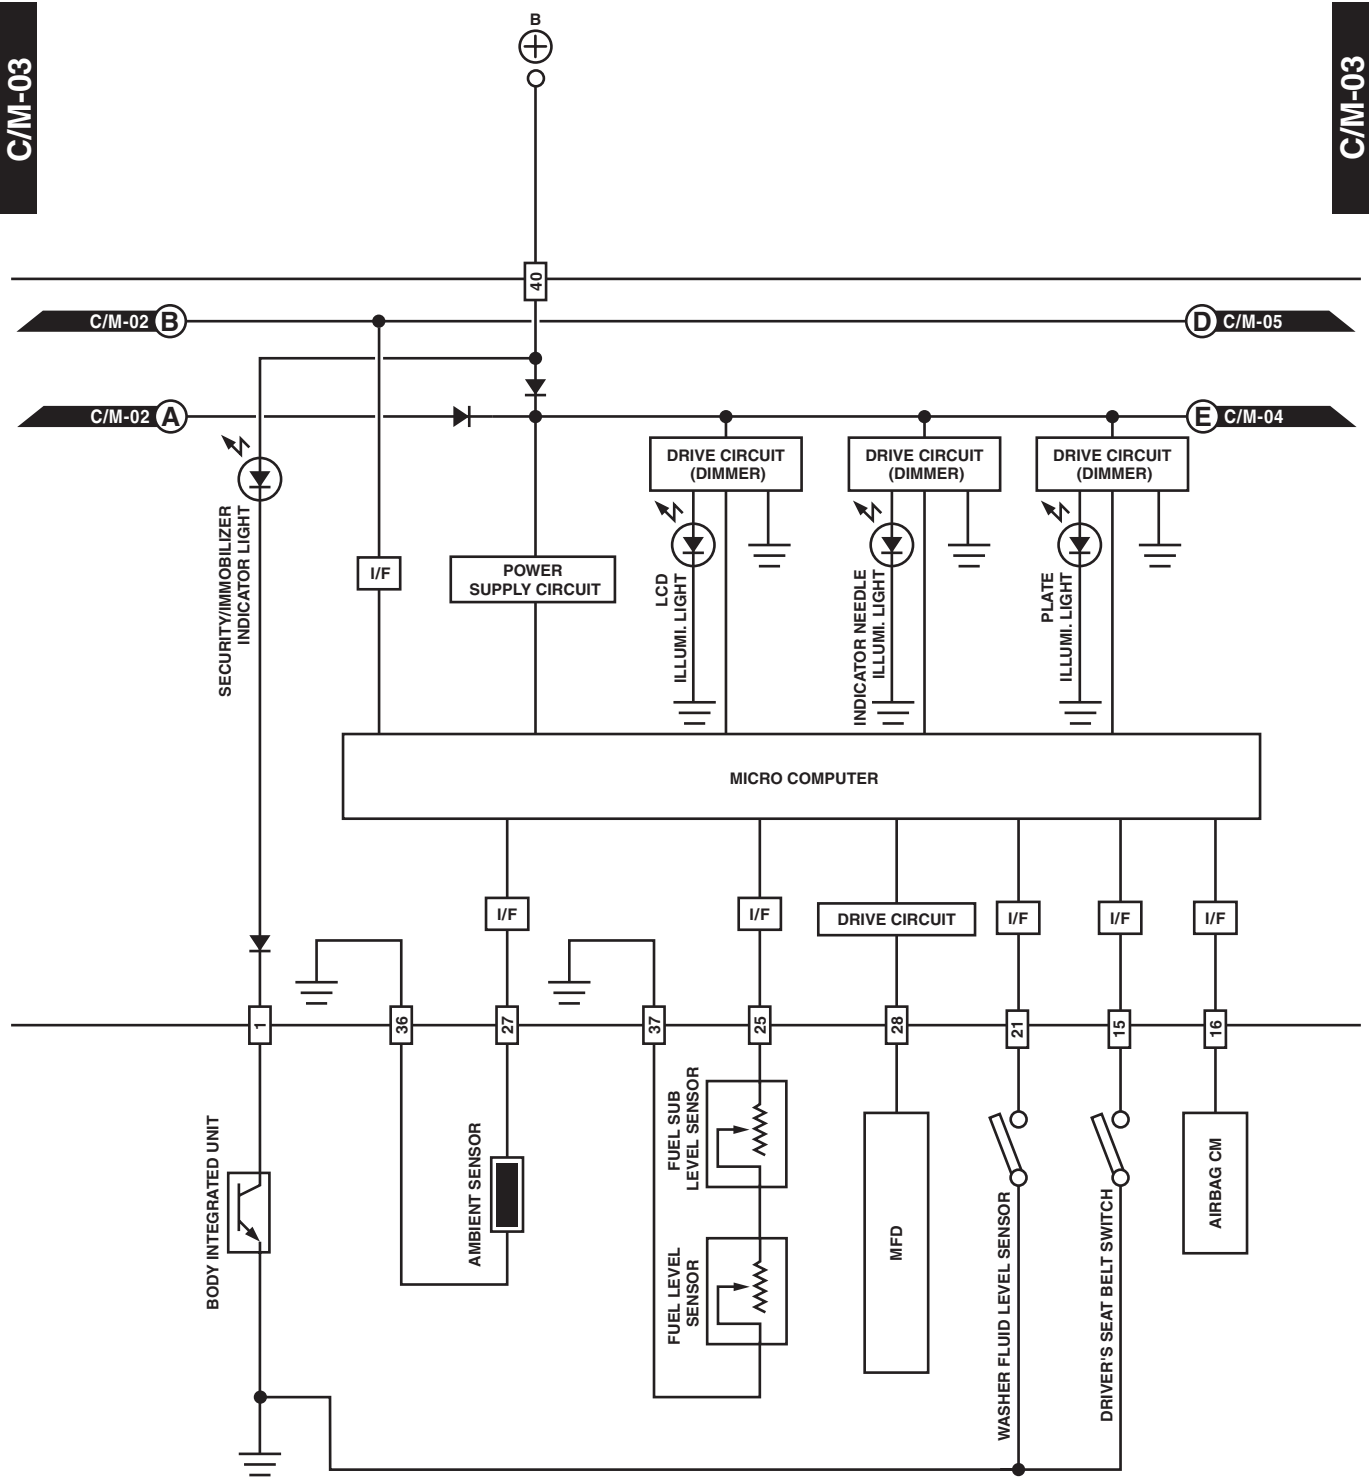 B
C/M-03
C/M-03
40
C/M-02 B
D C/M-05
C/M-02 A
E C/M-04
DRIVE CIRCUIT
(DIMMER)
DRIVE CIRCUIT
(DIMMER)
DRIVE CIRCUIT
(DIMMER)
SECURITY/IMMOBILIZER
INDICATOR LIGHT
I/F
POWER
SUPPLY CIRCUIT
LCD
ILLUMI. LIGHT
INDICATOR NEEDLE
ILLUMI. LIGHT
PLATE
ILLUMI. LIGHT
MICRO COMPUTER
I/F
I/F
DRIVE CIRCUIT
I/F
I/F
I/F
1
36
27
37
25
28
21
15
16
BODY INTEGRATED UNIT
AMBIENT SENSOR
FUEL SUB
LEVEL SENSOR
FUEL LEVEL
SENSOR
MFD
WASHER FLUID LEVEL SENSOR
DRIVER'S SEAT BELT SWITCH
AIRBAG CM